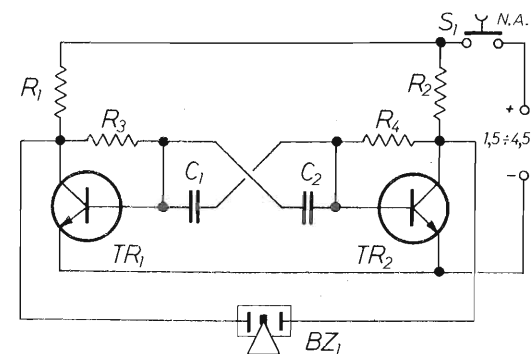 S1 N.A.
R1
R2
R3
R4
+
1,5÷4,5
−
C1
C2
TR1
TR2
BZ1